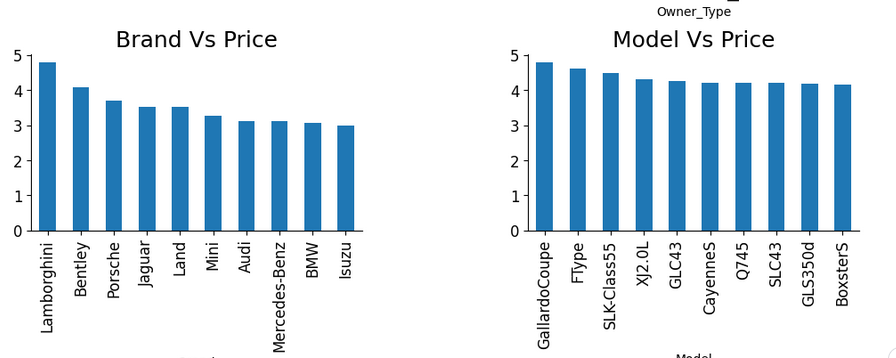 Owner_Type
Brand Vs Price
5
4
3
2
1
0
Lamborghini
Bentley
Porsche
Jaguar
Land
Mini
Audi
Mercedes-Benz
BMW
Isuzu
Model Vs Price
5
4
3
2
1
0
GallardoCoupe
FType
SLK-Class55
XJ2.0L
GLC43
CayenneS
Q745
SLC43
GLS350d
BoxsterS
Model